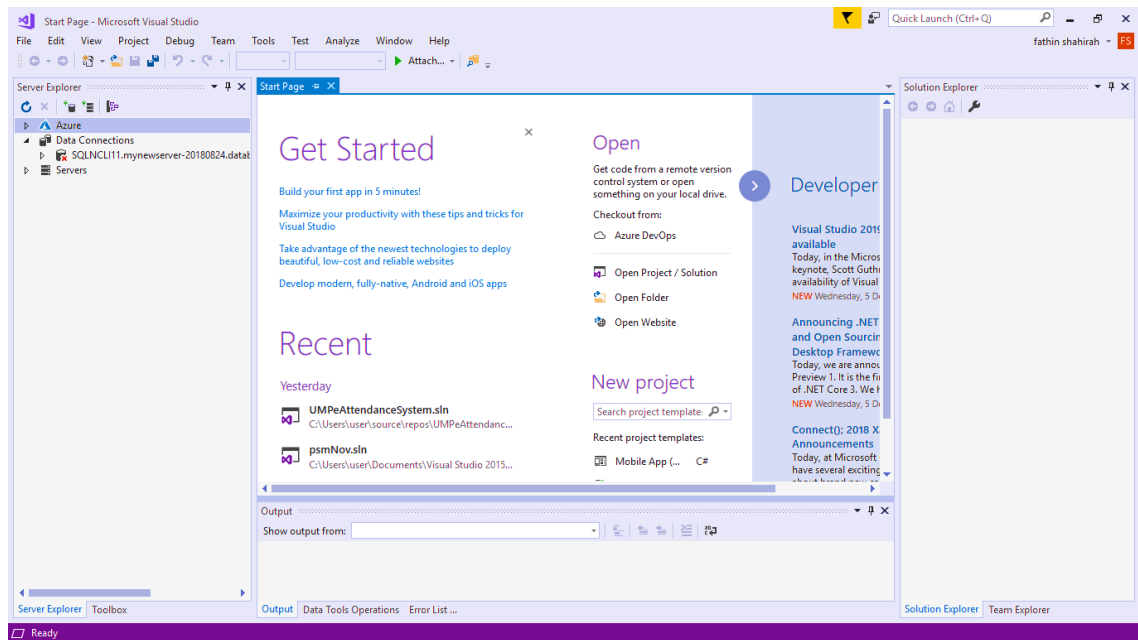 Start Page - Microsoft Visual Studio
Quick Launch (Ctrl+Q)
File Edit View Project Debug Team Tools Test Analyze Window Help
fathin shahirah FS
Attach...
Server Explorer
Azure
Data Connections
SQLNCLI11.mynewserver-20180824.datab
Servers
Server Explorer Toolbox
Start Page
Get Started
Build your first app in 5 minutes!
Maximize your productivity with these tips and tricks for
Visual Studio
Take advantage of the newest technologies to deploy
beautiful, low-cost and reliable websites
Develop modern, fully-native, Android and iOS apps
Recent
Yesterday
UMPeAttendanceSystem.sln
C:\Users\user\source\repos\UMPeAttendanc...
psmNov.sln
C:\Users\user\Documents\Visual Studio 2015...
Open
Get code from a remote version
control system or open
something on your local drive.
Checkout from:
Azure DevOps
Open Project / Solution
Open Folder
Open Website
New project
Search project template
Recent project templates:
Mobile App (... C#
Developer
Visual Studio 2019
available
Today, in the Micros
keynote, Scott Guth
availability of Visual
NEW Wednesday, 5 D
Announcing .NET
and Open Sourcin
Desktop Framewo
Today, we are annou
Preview 1. It is the fi
of .NET Core 3. We h
NEW Wednesday, 5 D
Connect(); 2018 X
Announcements
Today, at Microsoft
have several exciting
Output
Show output from:
Output Data Tools Operations Error List ...
Solution Explorer
Solution Explorer Team Explorer
Ready